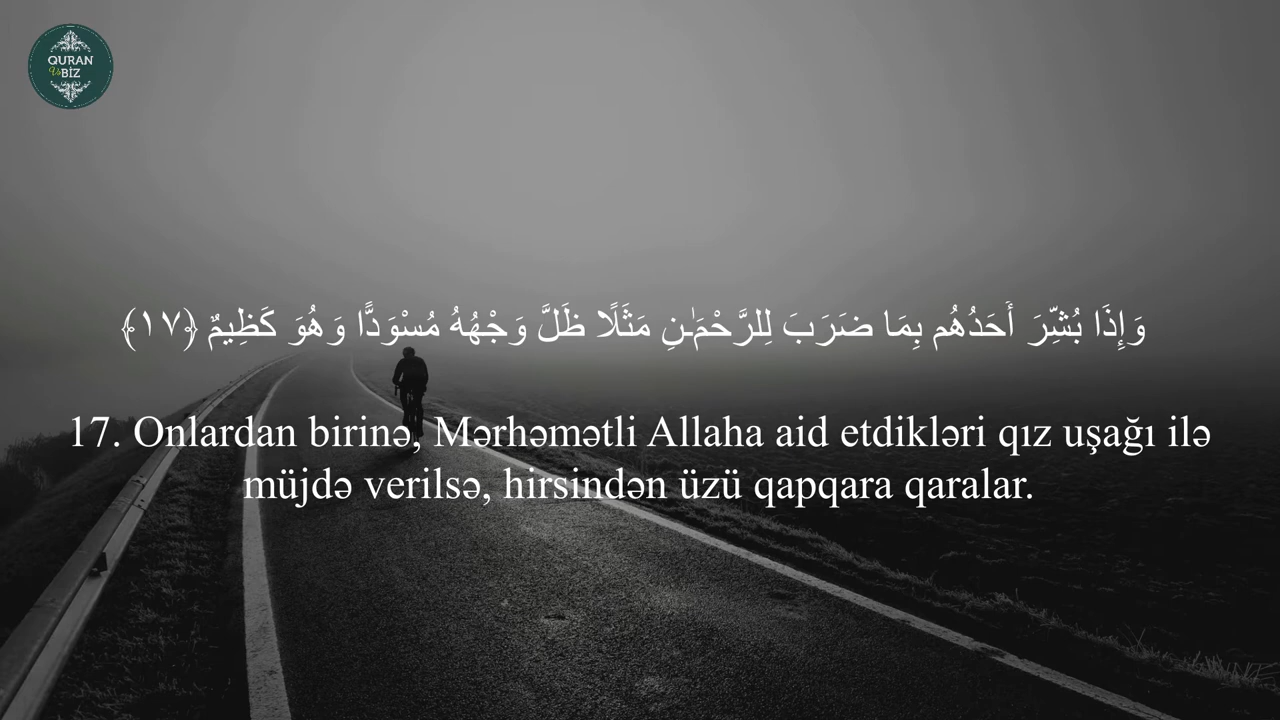 QURAN
Və BİZ
وَإِذَا بُشِّرَ أَحَدُهُم بِمَا ضَرَبَ لِلرَّحْمَـٰنِ مَثَلًا ظَلَّ وَجْهُهُ مُسْوَدًّا وَهُوَ كَظِيمٌ ﴿١٧﴾
17. Onlardan birinə, Mərhəmətli Allaha aid etdikləri qız uşağı ilə
müjdə verilsə, hirsindən üzü qapqara qaralar.